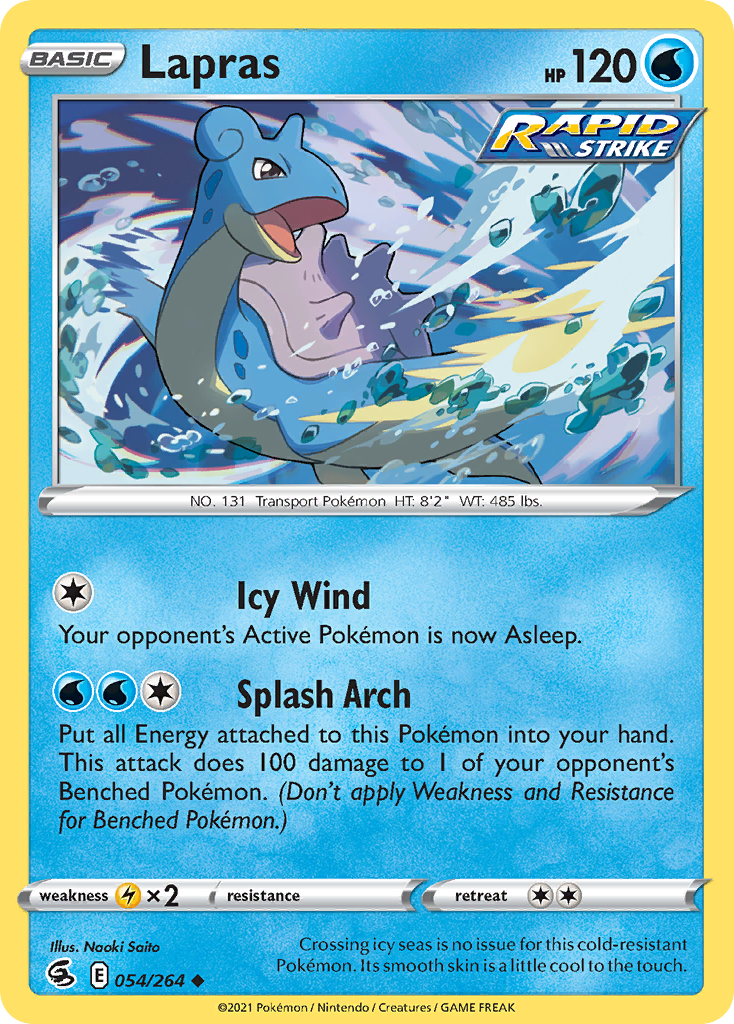 BASIC Lapras HP 120
RAPID
STRIKE
NO. 131 Transport Pokémon HT: 8'2" WT: 485 lbs.
Icy Wind
Your opponent's Active Pokémon is now Asleep.
Splash Arch
Put all Energy attached to this Pokémon into your hand.
This attack does 100 damage to 1 of your opponent's
Benched Pokémon. (Don't apply Weakness and Resistance
for Benched Pokémon.)
weakness ×2 resistance retreat
Illus. Naoki Saito
Crossing icy seas is no issue for this cold-resistant
Pokémon. Its smooth skin is a little cool to the touch.
E 054/264
©2021 Pokémon / Nintendo / Creatures / GAME FREAK